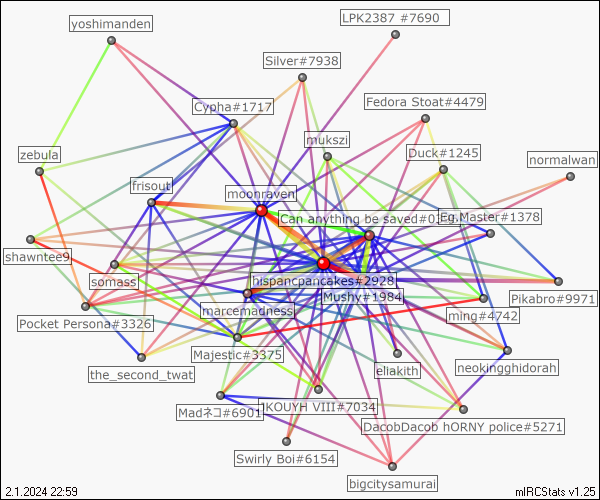 LPK2387 #7690
yoshimanden
Silver#7938
Fedora Stoat#4479
Cypha#1717
mukszi
Duck#1245
zebula
normalwan
frisout
moonraven
Can anything be saved#0
Eg.Master#1378
shawntee9
somass
hispancpancakes#2928
Pikabro#9971
Mushy#1984
marcemadness
ming#4742
Pocket Persona#3326
Majestic#3375
neokingghidorah
the_second_twat
eliakith
Madネコ#6901
KOUYH VIII#7034
DacobDacob hORNY police#5271
Swirly Boi#6154
bigcitysamurai
2.1.2024 22:59
mIRCStats v1.25